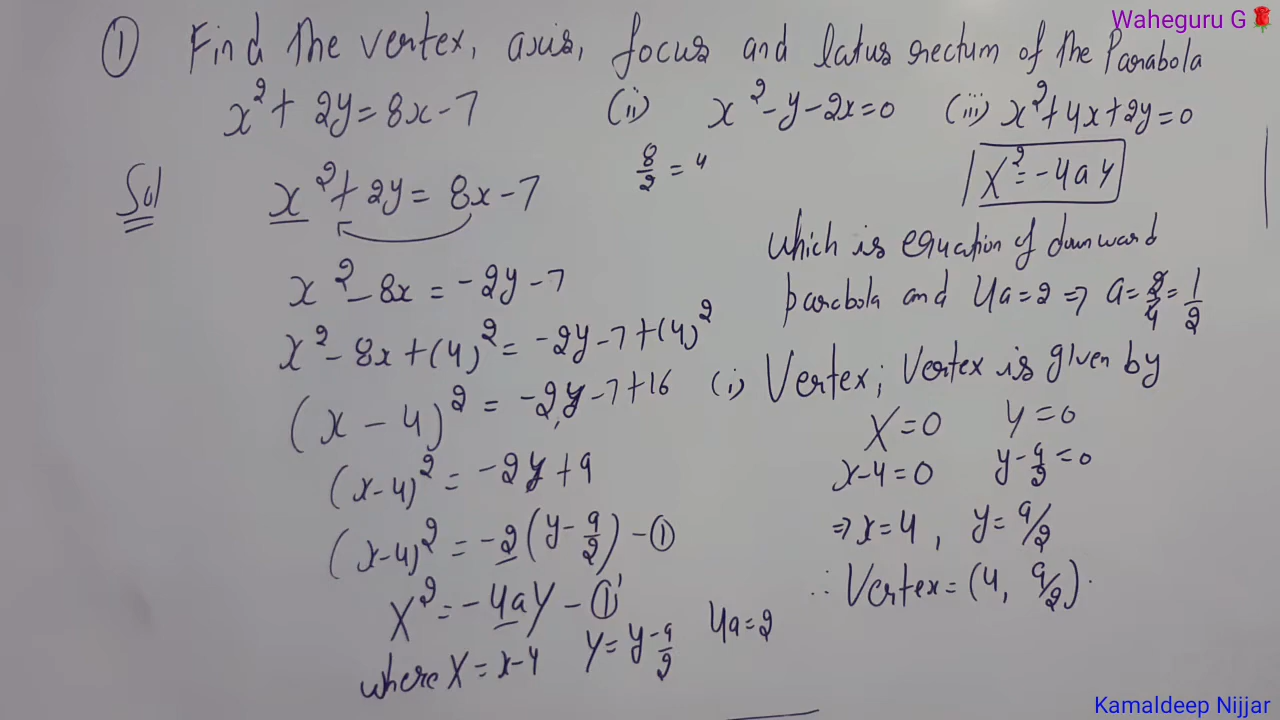 Waheguru G🌹
① Find the vertex, axis, focus and latus rectum of the Parabola
x² + 2y = 8x - 7 (ii) x² - y - 2x = 0 (iii) x² + 4x + 2y = 0
Sol x² + 2y = 8x - 7
8/2 = 4
x² - 8x = -2y - 7
x² - 8x + (4)² = -2y - 7 + (4)²
(x - 4)² = -2y - 7 + 16
(x-4)² = -2y + 9
(x-4)² = -2(y - 9/2) - ①
X² = -4aY - ①'
where X = x-4 Y = y - 9/2 4a = 2
X² = -4aY
which is equation of downward
parabola and 4a = 2 ⇒ a = 2/4 = 1/2
(i) Vertex; Vertex is given by
X = 0 Y = 0
x-4 = 0 y - 9/2 = 0
⇒ x = 4, y = 9/2
∴ Vertex = (4, 9/2).
Kamaldeep Nijjar